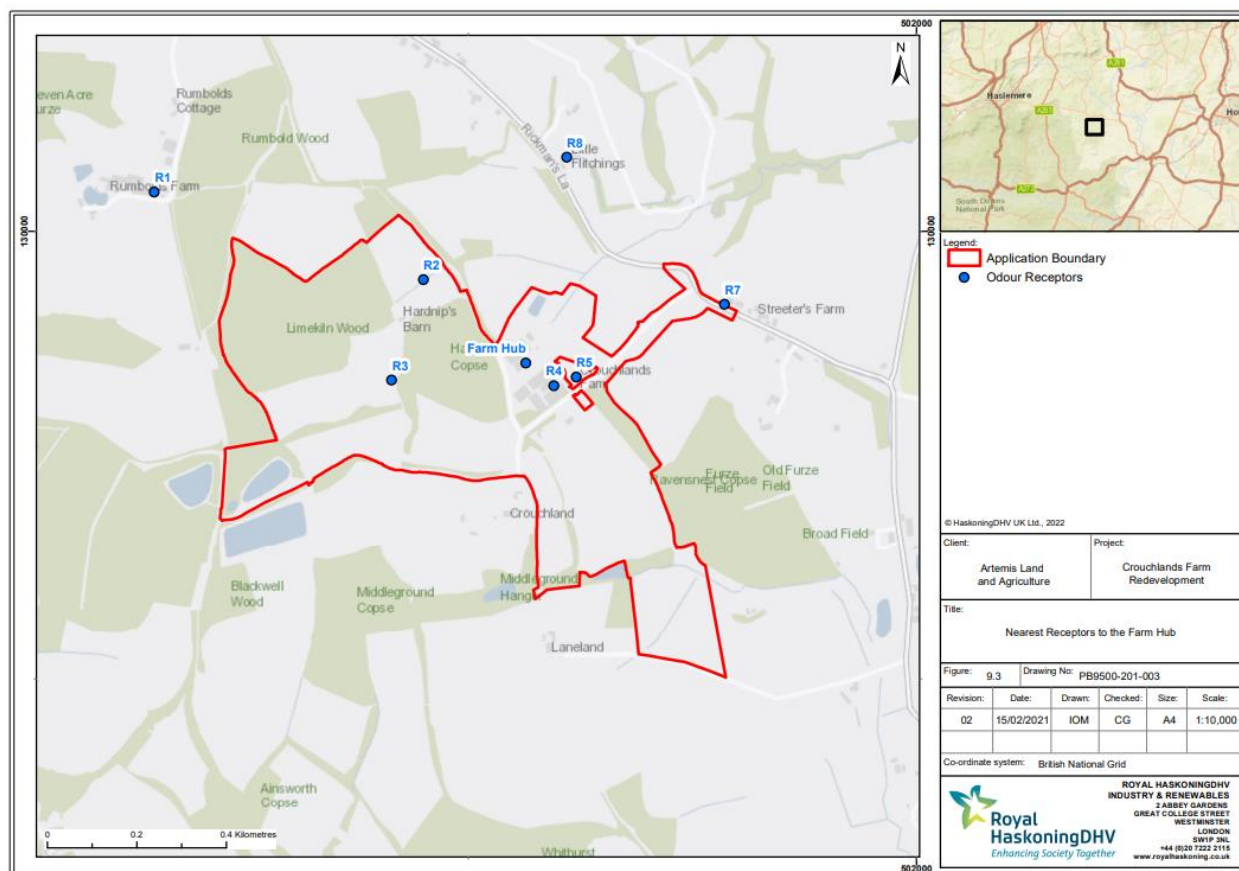 502000
N
even Acre
urze
Rumbolds
Cottage
Rumbold Wood
Rickman's La
R8
Little
Flitchings
R1
Rumbolds Farm
130000
130000
R2
Hardnip's
Barn
Limekiln Wood
R7
Streeter's Farm
Farm Hub
Copse
R3
R4
R5
Crouchlands
Farm
Furze
Field
Ravensnest Copse
Old Furze
Field
Crouchland
Broad Field
Blackwell
Wood
Middleground
Copse
Middleground
Hanger
Laneland
Ainsworth
Copse
Whithurst
0 0.2 0.4 Kilometres
502000
A281
Haslemere
A283
Ho
A272
South Downs
National Park
Legend:
Application Boundary
Odour Receptors
© HaskoningDHV UK Ltd., 2022
Client:
Artemis Land
and Agriculture
Project:
Crouchlands Farm
Redevelopment
Title:
Nearest Receptors to the Farm Hub
Figure: 9.3 Drawing No: PB9500-201-003
Revision: Date: Drawn: Checked: Size: Scale:
02 15/02/2021 IOM CG A4 1:10,000
Co-ordinate system: British National Grid
Royal
HaskoningDHV
Enhancing Society Together
ROYAL HASKONINGDHV
INDUSTRY & RENEWABLES
2 ABBEY GARDENS
GREAT COLLEGE STREET
WESTMINSTER
LONDON
SW1P 3NL
+44 (0)20 7222 2115
www.royalhaskoning.co.uk